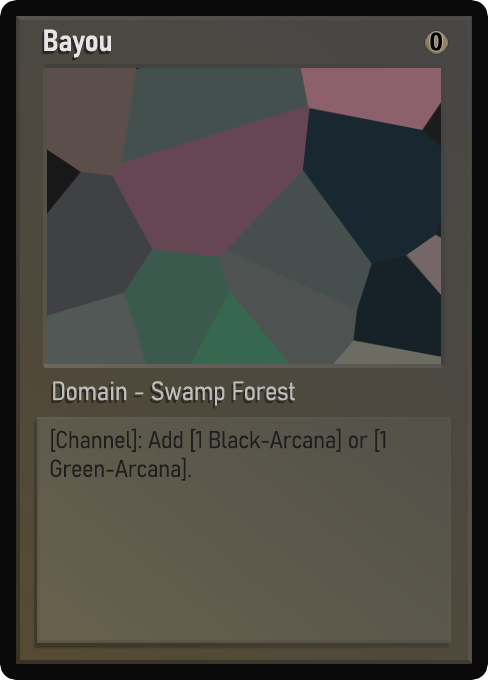 Bayou 0
Domain - Swamp Forest
[Channel]: Add [1 Black-Arcana] or [1
Green-Arcana].